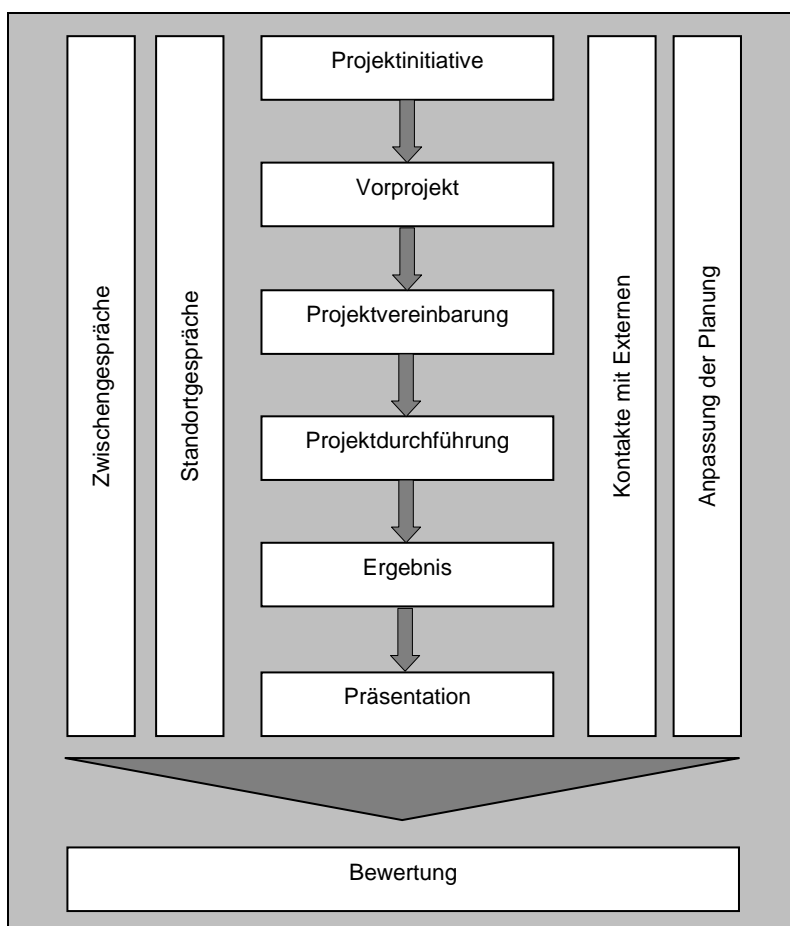 Projektinitiative
Vorprojekt
Projektvereinbarung
Projektdurchführung
Ergebnis
Präsentation
Zwischengespräche
Standortgespräche
Kontakte mit Externen
Anpassung der Planung
Bewertung